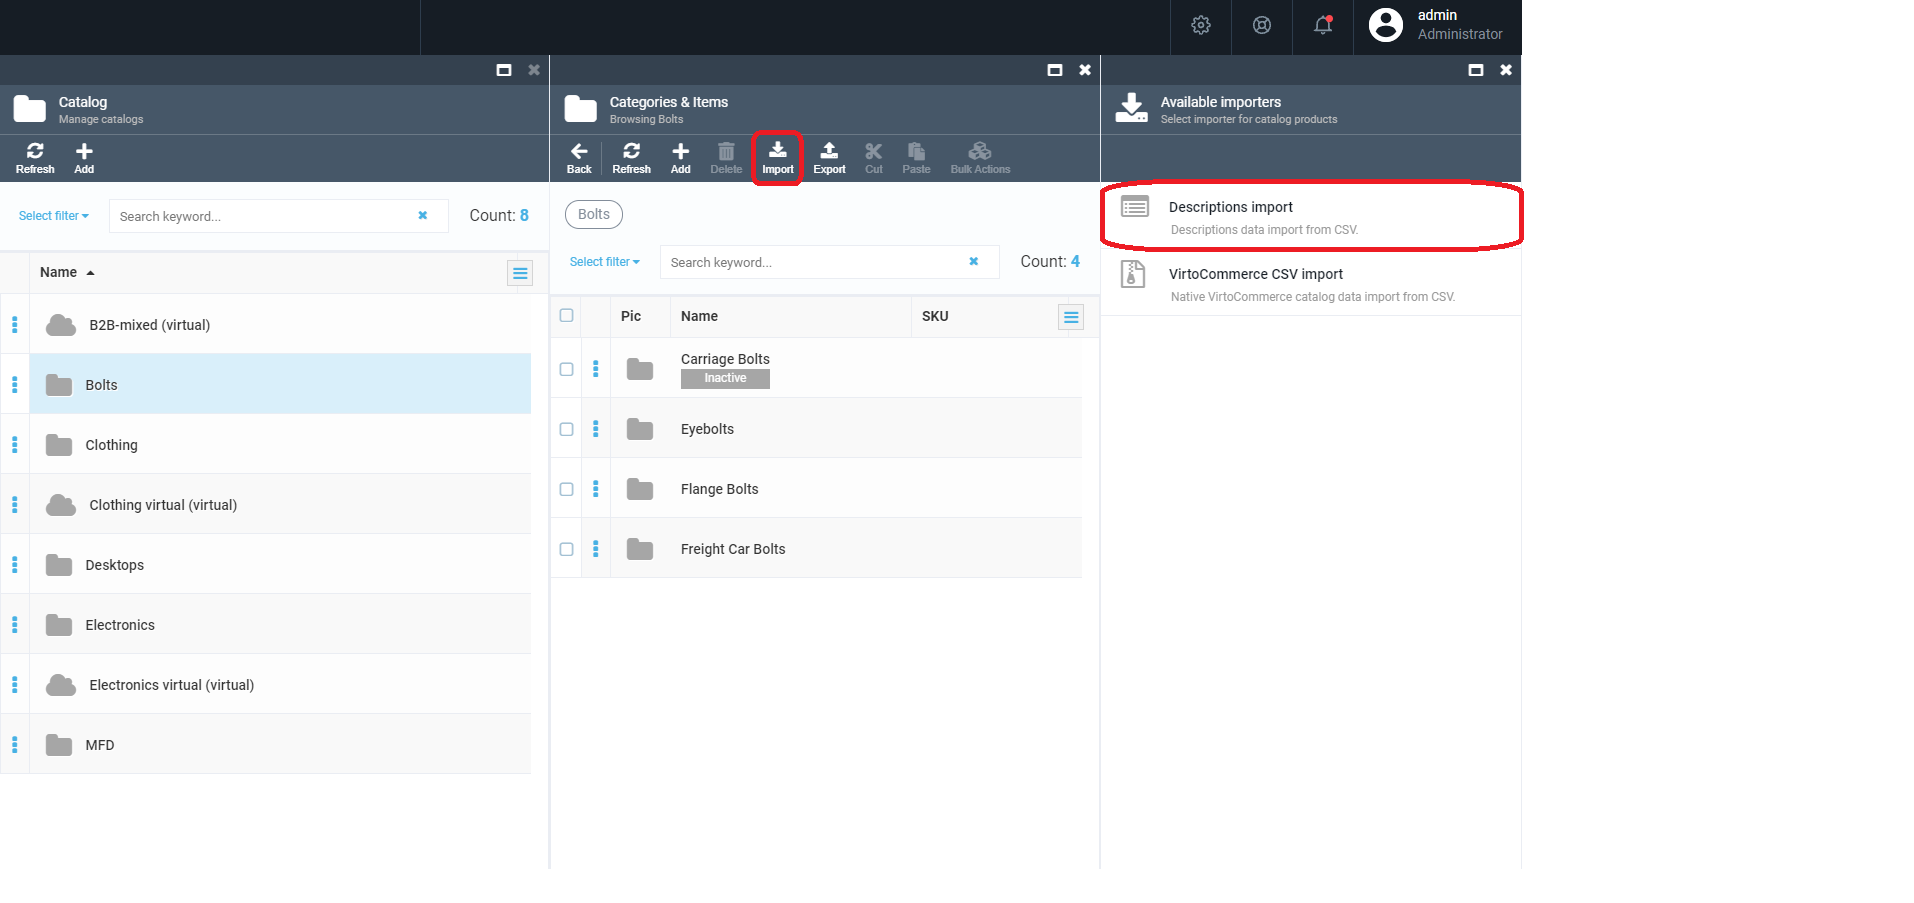 admin
Administrator
Catalog
Manage catalogs
Refresh
Add
Select filter
Search keyword...
Count: 8
Name
B2B-mixed (virtual)
Bolts
Clothing
Clothing virtual (virtual)
Desktops
Electronics
Electronics virtual (virtual)
MFD
Categories & Items
Browsing Bolts
Back
Refresh
Add
Delete
Import
Export
Cut
Paste
Bulk Actions
Bolts
Select filter
Search keyword...
Count: 4
Pic
Name
SKU
Carriage Bolts
Inactive
Eyebolts
Flange Bolts
Freight Car Bolts
Available importers
Select importer for catalog products
Descriptions import
Descriptions data import from CSV.
VirtoCommerce CSV import
Native VirtoCommerce catalog data import from CSV.